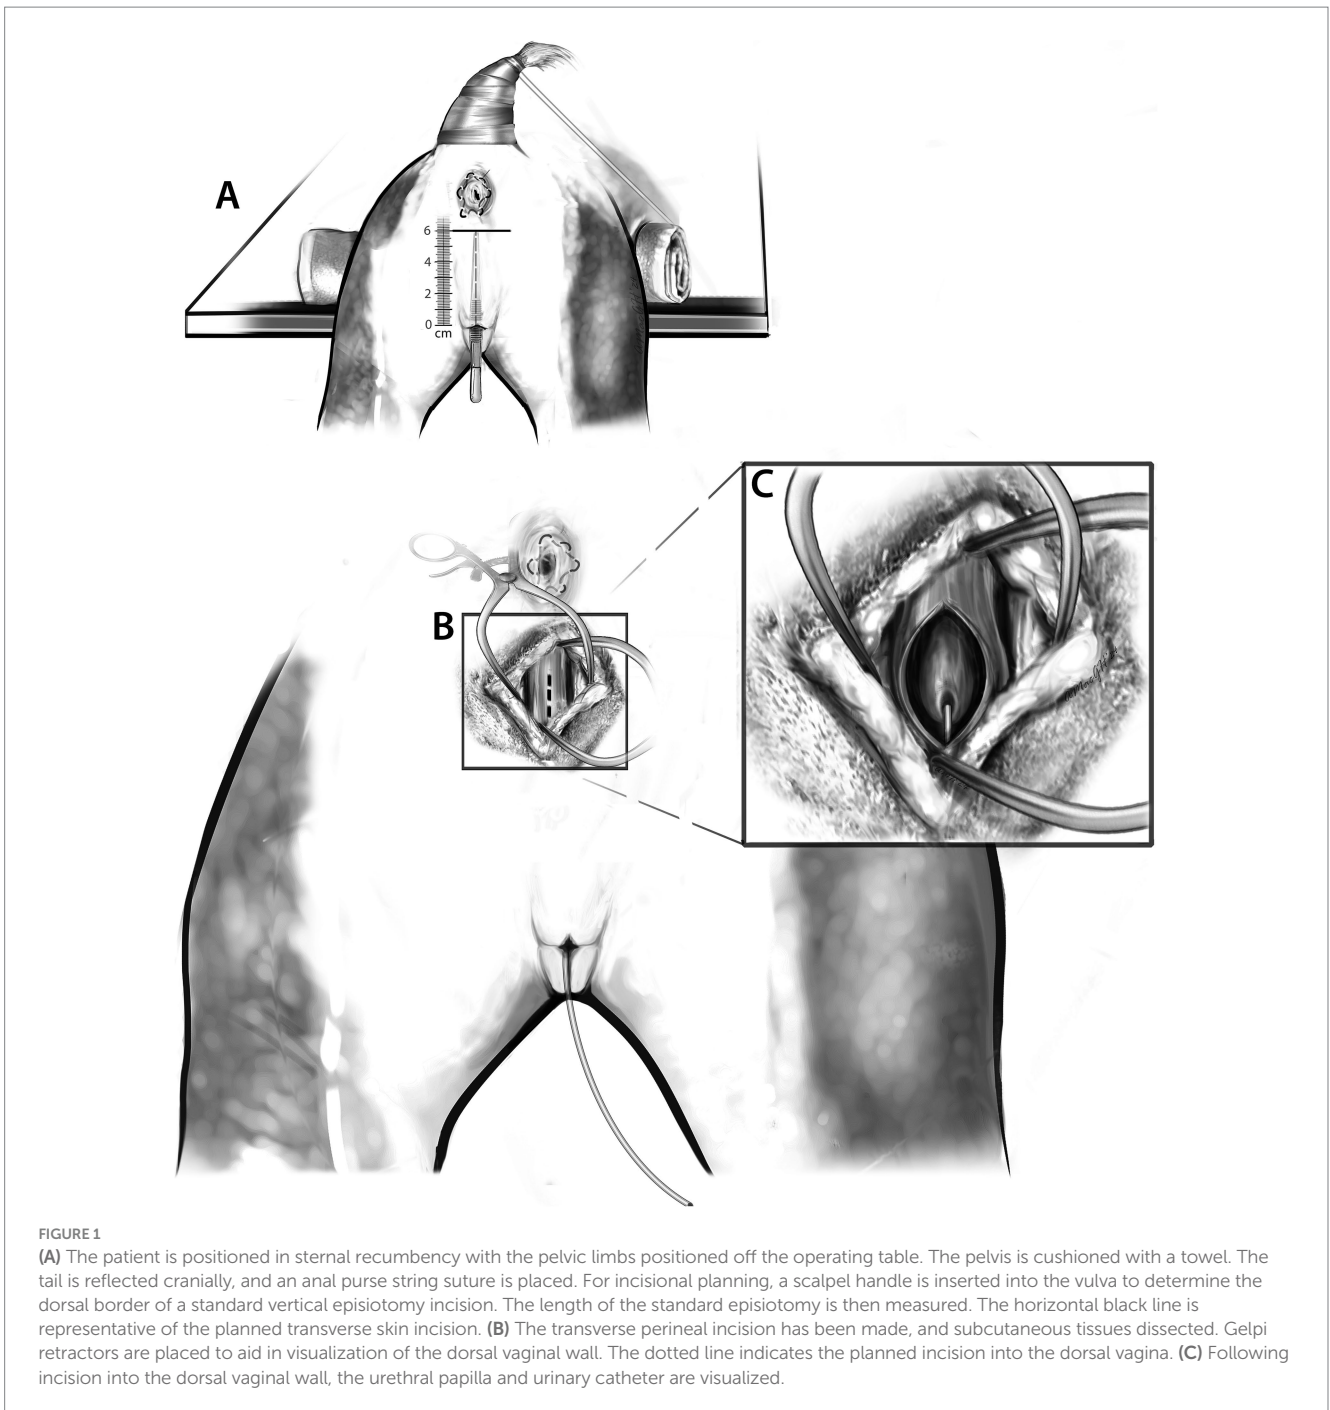 A
6
4
2
0
cm
C
B
FIGURE 1
(A) The patient is positioned in sternal recumbency with the pelvic limbs positioned off the operating table. The pelvis is cushioned with a towel. The
tail is reflected cranially, and an anal purse string suture is placed. For incisional planning, a scalpel handle is inserted into the vulva to determine the
dorsal border of a standard vertical episiotomy incision. The length of the standard episiotomy is then measured. The horizontal black line is
representative of the planned transverse skin incision. (B) The transverse perineal incision has been made, and subcutaneous tissues dissected. Gelpi
retractors are placed to aid in visualization of the dorsal vaginal wall. The dotted line indicates the planned incision into the dorsal vagina. (C) Following
incision into the dorsal vaginal wall, the urethral papilla and urinary catheter are visualized.